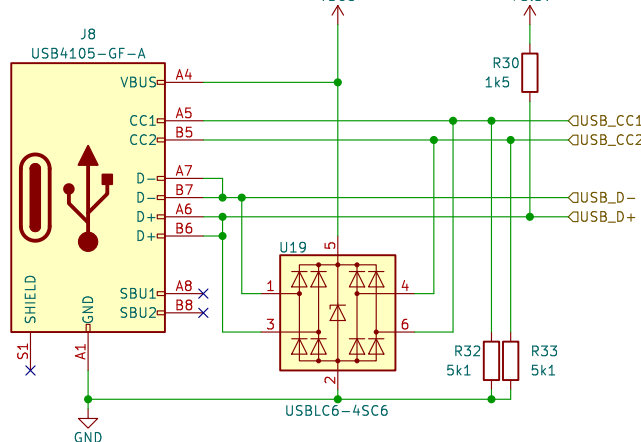 J8
USB4105-GF-A
VBUS A4
CC1 A5
CC2 B5
D- A7
D- B7
D+ A6
D+ B6
SBU1 A8
SBU2 B8
SHIELD
GND
S1
A1
GND
R30
1k5
USB_CC1
USB_CC2
USB_D-
USB_D+
U19
5
1
4
3
6
2
USBLC6-4SC6
R32
5k1
R33
5k1